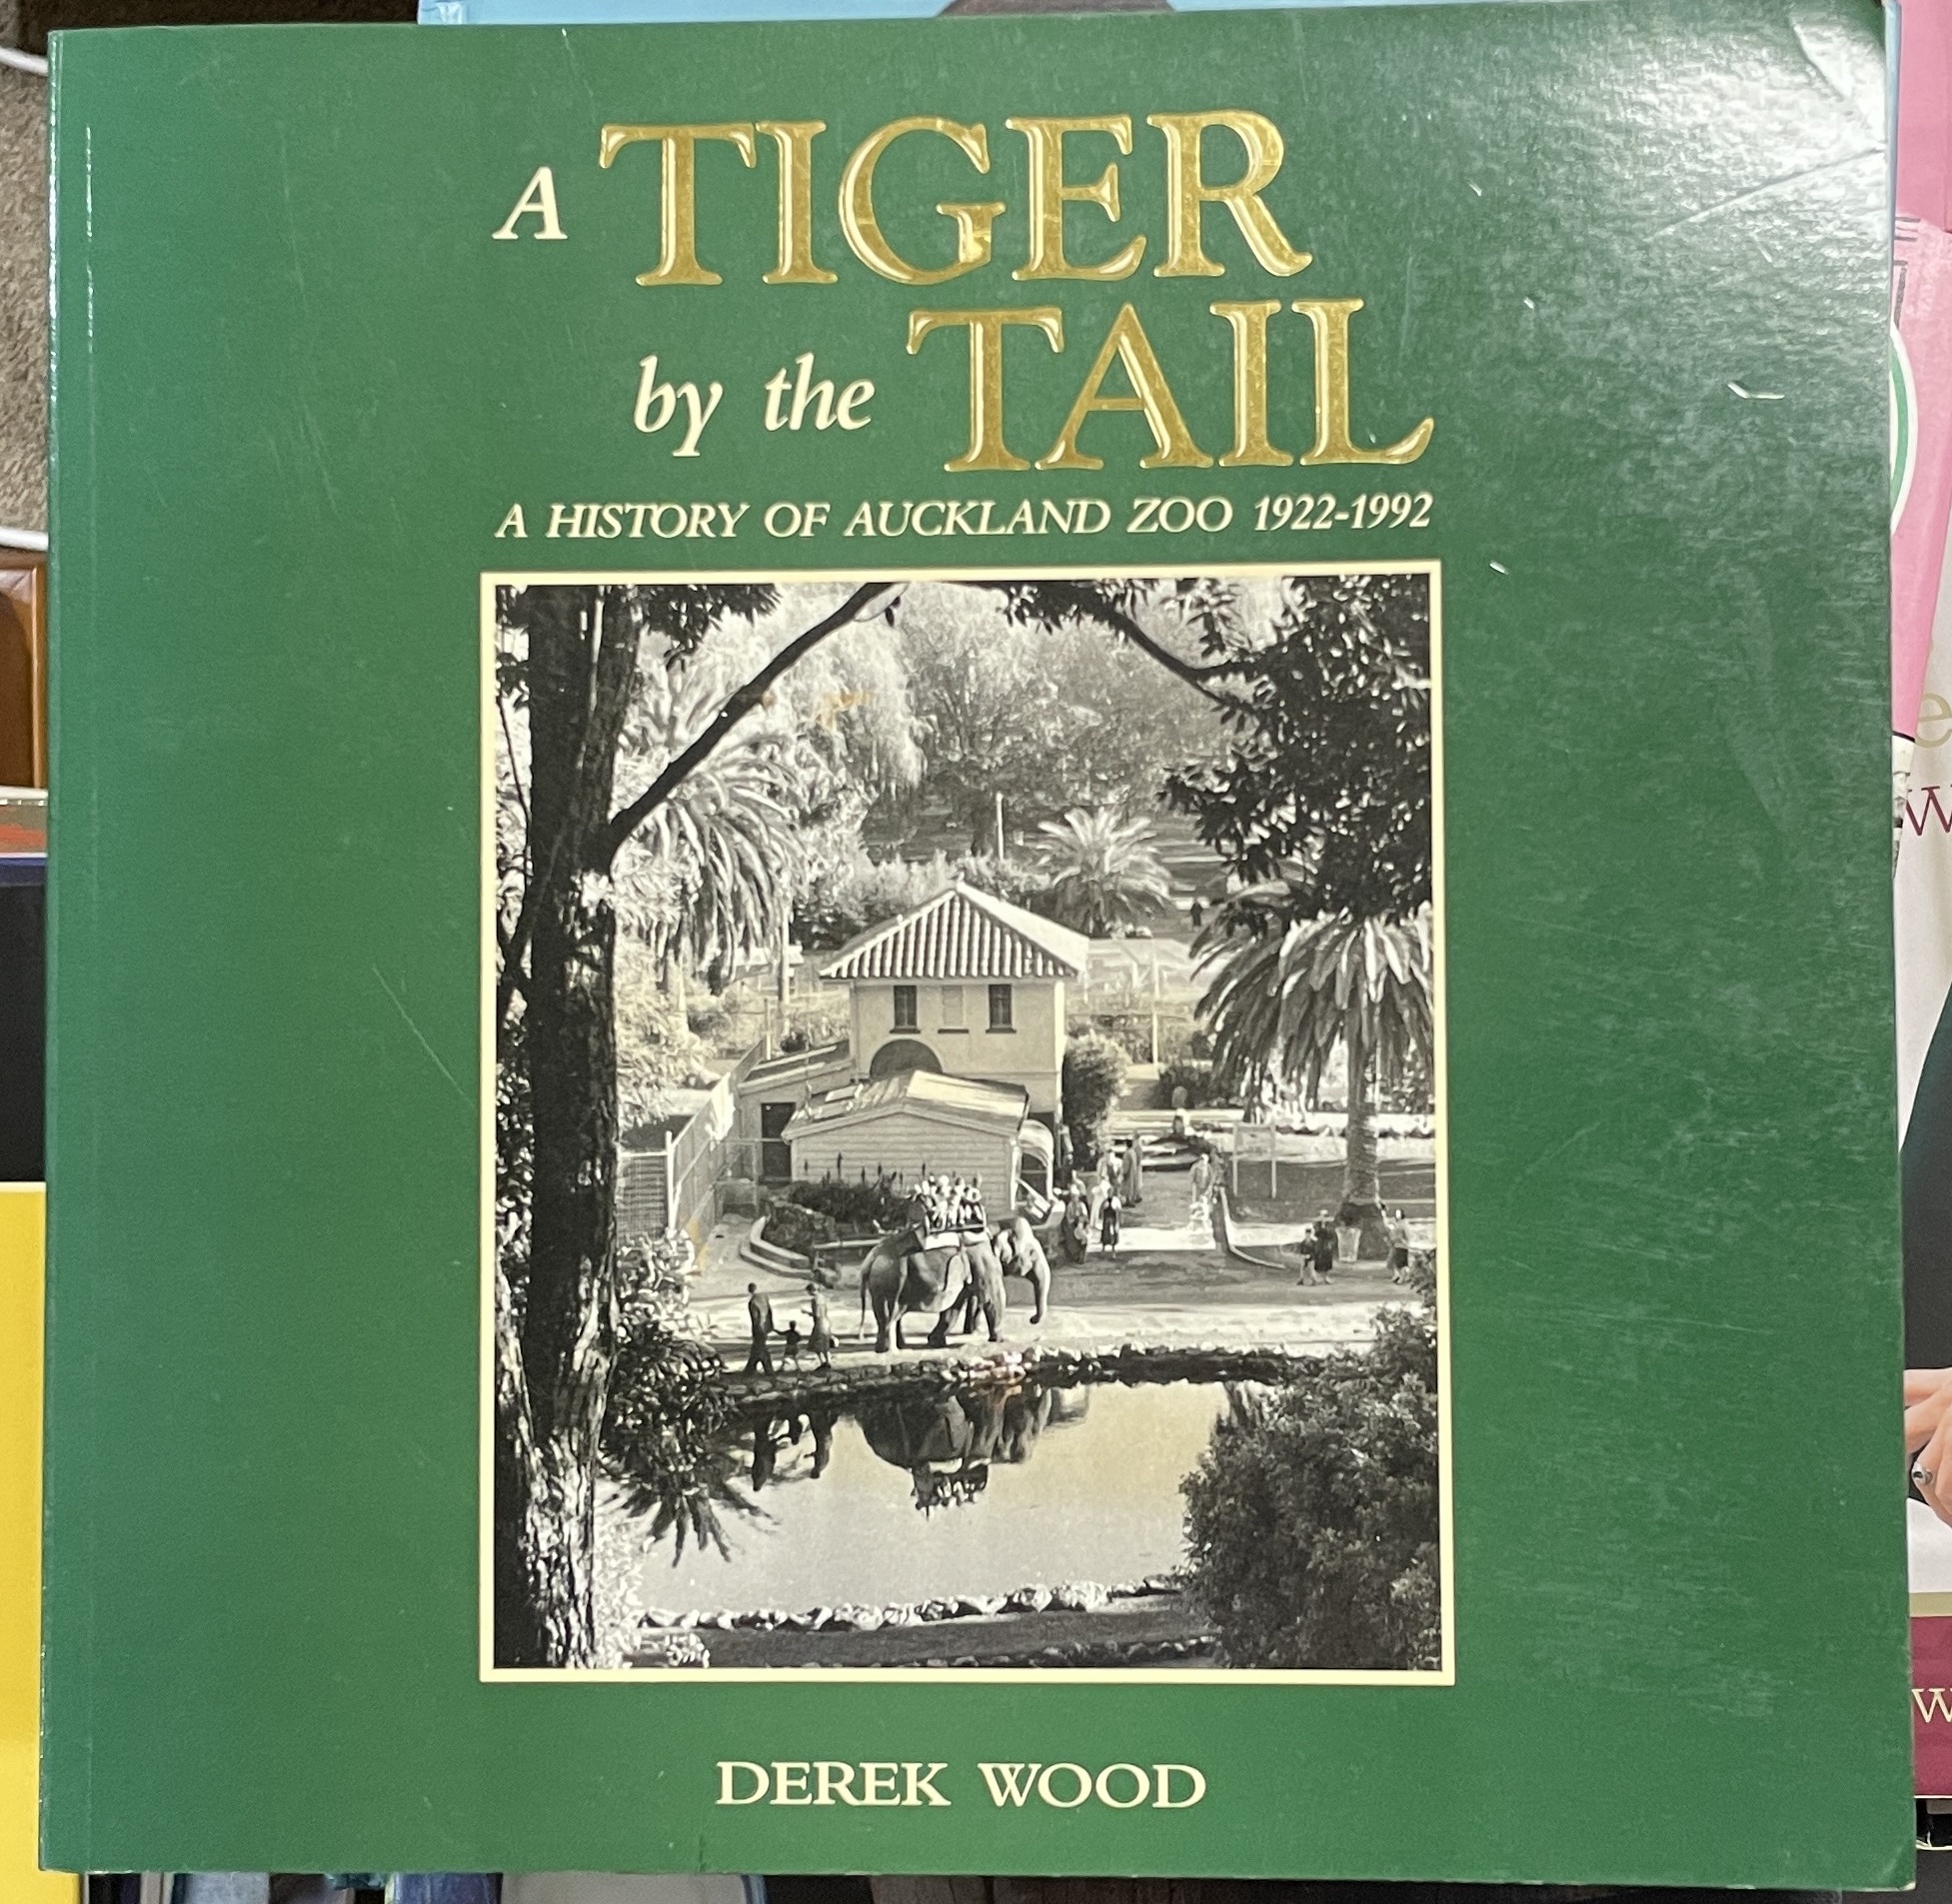 A TIGER
by the TAIL
A HISTORY OF AUCKLAND ZOO 1922-1992
DEREK WOOD